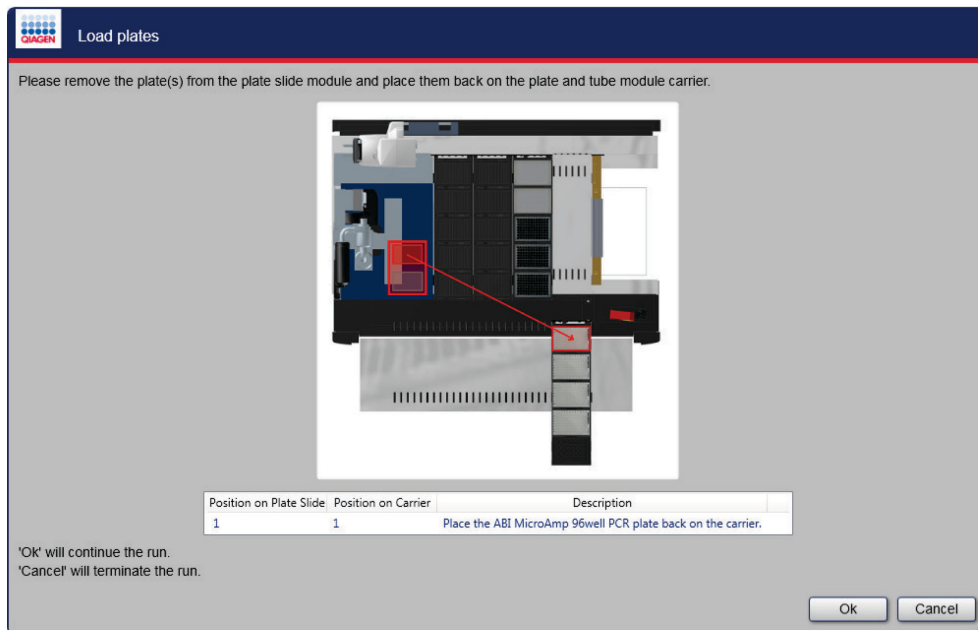 QIAGEN
Load plates
Please remove the plate(s) from the plate slide module and place them back on the plate and tube module carrier.
Position on Plate Slide Position on Carrier Description
1 1 Place the ABI MicroAmp 96well PCR plate back on the carrier.
'Ok' will continue the run.
'Cancel' will terminate the run.
Ok Cancel